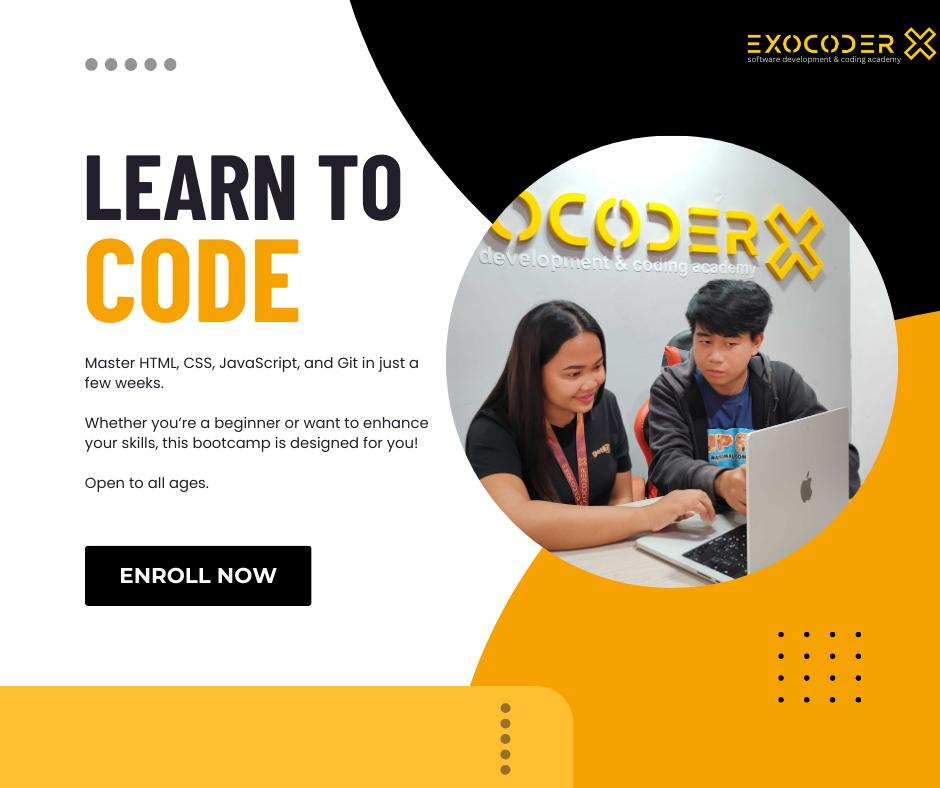 EXOCODER X
software development & coding academy
LEARN TO
CODE
Master HTML, CSS, JavaScript, and Git in just a
few weeks.
Whether you’re a beginner or want to enhance
your skills, this bootcamp is designed for you!
Open to all ages.
ENROLL NOW
OCODER X
development & coding academy
EXOCODER